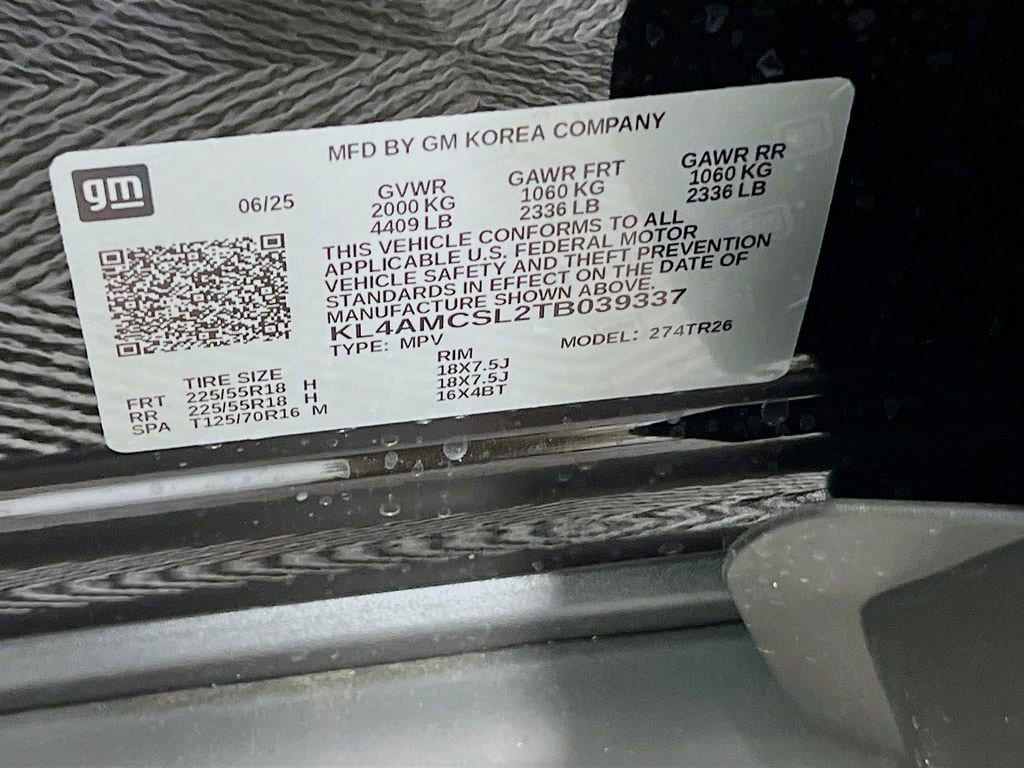 MFD BY GM KOREA COMPANY
gm
06/25
GVWR
2000 KG
4409 LB
GAWR FRT
1060 KG
2336 LB
GAWR RR
1060 KG
2336 LB
THIS VEHICLE CONFORMS TO ALL
APPLICABLE U.S. FEDERAL MOTOR
VEHICLE SAFETY AND THEFT PREVENTION
STANDARDS IN EFFECT ON THE DATE OF
MANUFACTURE SHOWN ABOVE.
KL4AMCSL2TB039337
TYPE: MPV
MODEL: 274TR26
TIRE SIZE
RIM
FRT 225/55R18 H 18X7.5J
RR 225/55R18 H 18X7.5J
SPA T125/70R16 M 16X4BT